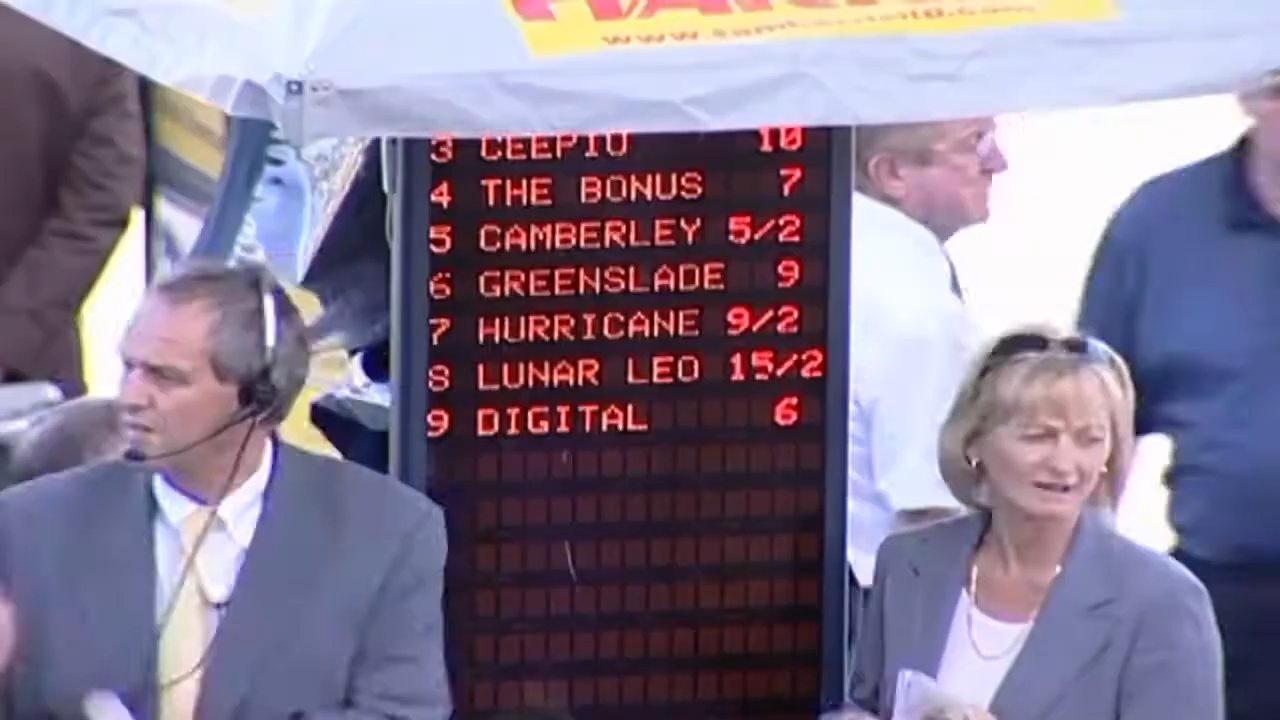 3 CEEPIO 10
4 THE BONUS 7
5 CAMBERLEY 5/2
6 GREENSLADE 9
7 HURRICANE 9/2
8 LUNAR LEO 15/2
9 DIGITAL 6